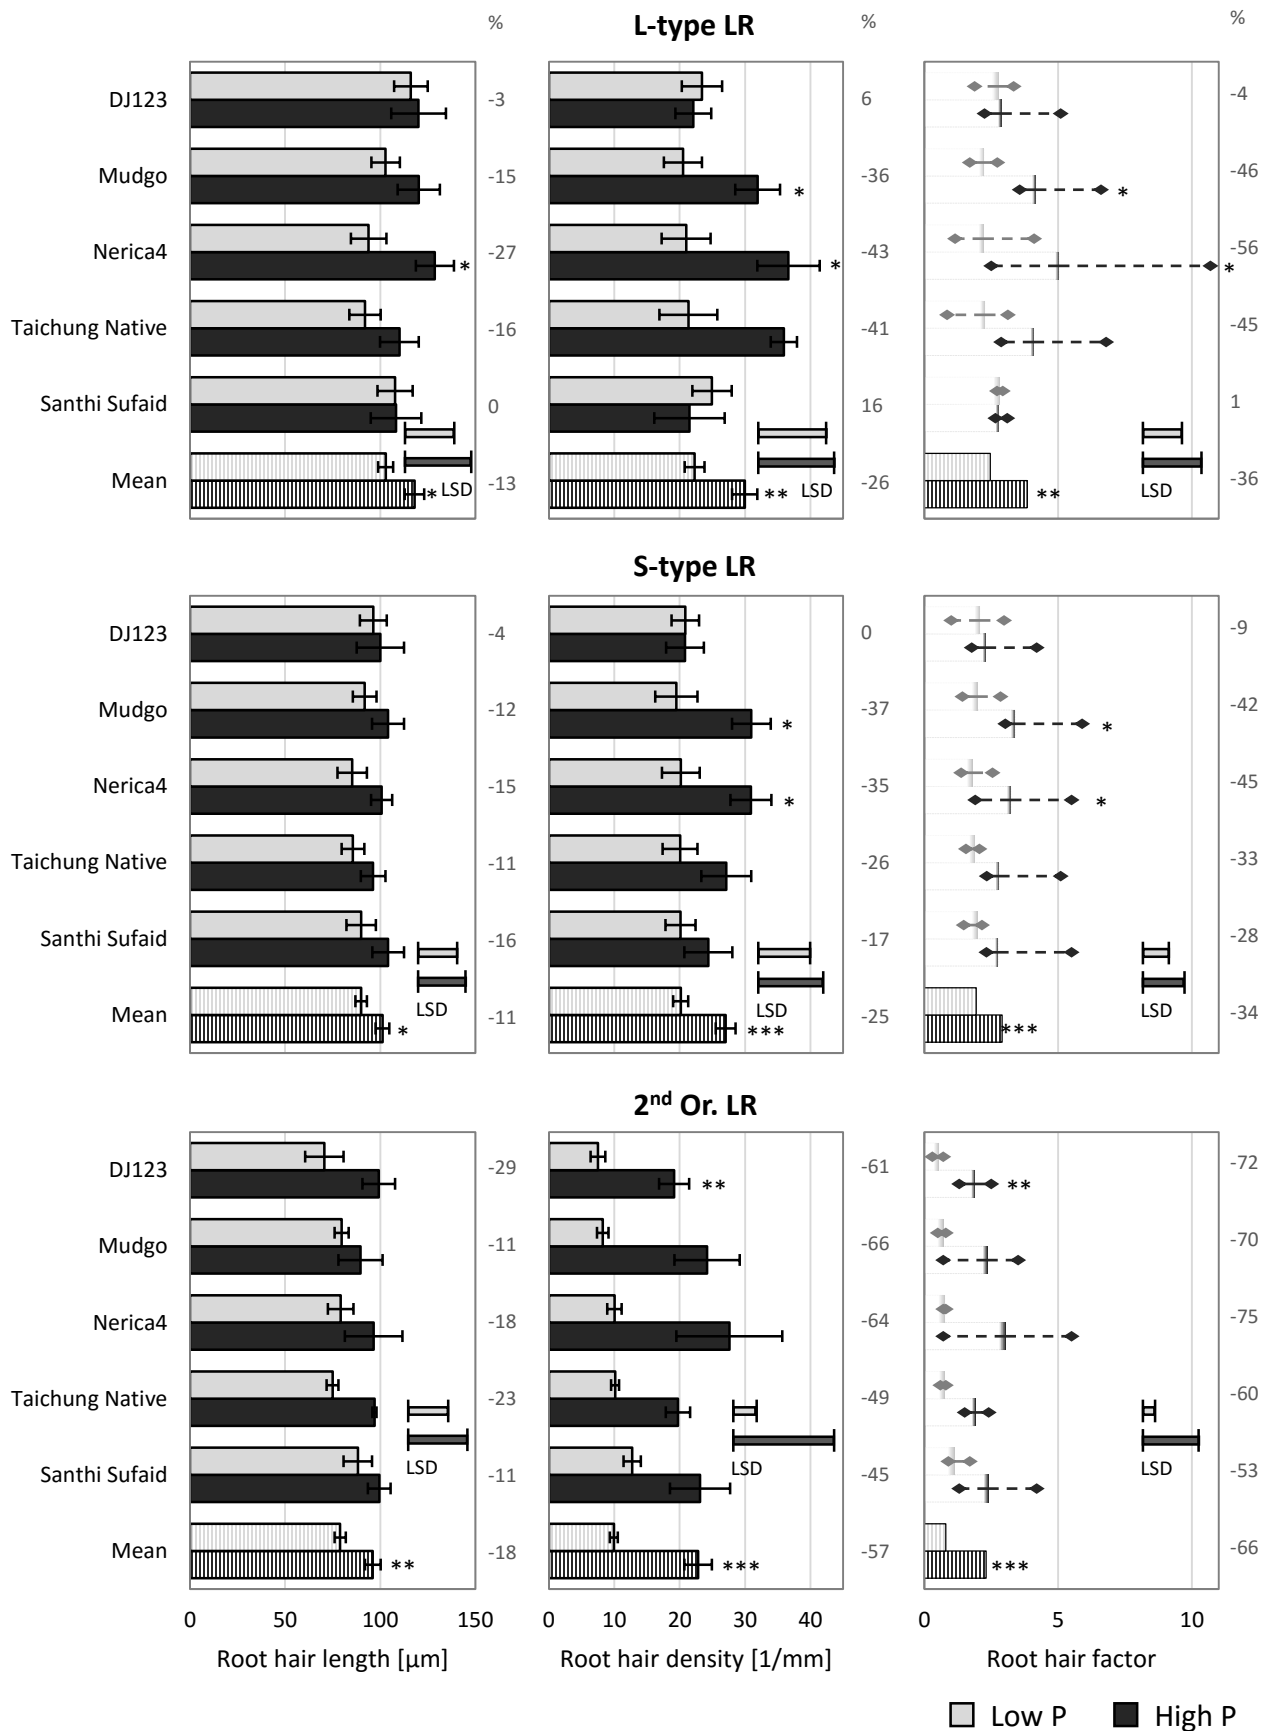 % L-type LR % %
DJ123 -3 6 -4
Mudgo -15 * -36 * -46
Nerica4 * -27 * -43 * -56
Taichung Native -16 -41 -45
Santhi Sufaid 0 16 1
Mean * LSD -13 ** LSD -26 ** LSD -36
S-type LR
DJ123 -4 0 -9
Mudgo -12 * -37 * -42
Nerica4 -15 * -35 * -45
Taichung Native -11 -26 -33
Santhi Sufaid -16 -17 -28
Mean * LSD -11 *** LSD -25 *** LSD -34
2nd Or. LR
DJ123 -29 ** -61 ** -72
Mudgo -11 -66 -70
Nerica4 -18 -64 -75
Taichung Native -23 -49 -60
Santhi Sufaid LSD -11 LSD -45 LSD -53
Mean ** -18 *** -57 *** -66
0 50 100 150 0 10 20 30 40 0 5 10
Root hair length [µm] Root hair density [1/mm] Root hair factor
Low P High P